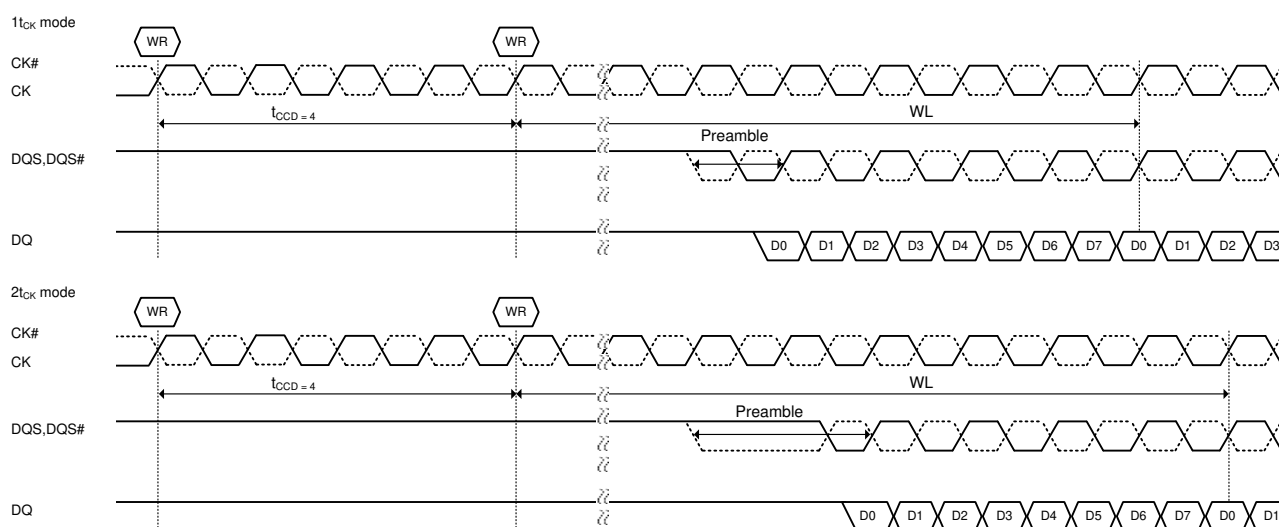 1tCK mode
WR WR
CK#
CK
tCCD = 4 WL
Preamble
DQS,DQS#
DQ D0 D1 D2 D3 D4 D5 D6 D7 D0 D1 D2 D3
2tCK mode
WR WR
CK#
CK
tCCD = 4 WL
Preamble
DQS,DQS#
DQ D0 D1 D2 D3 D4 D5 D6 D7 D0 D1